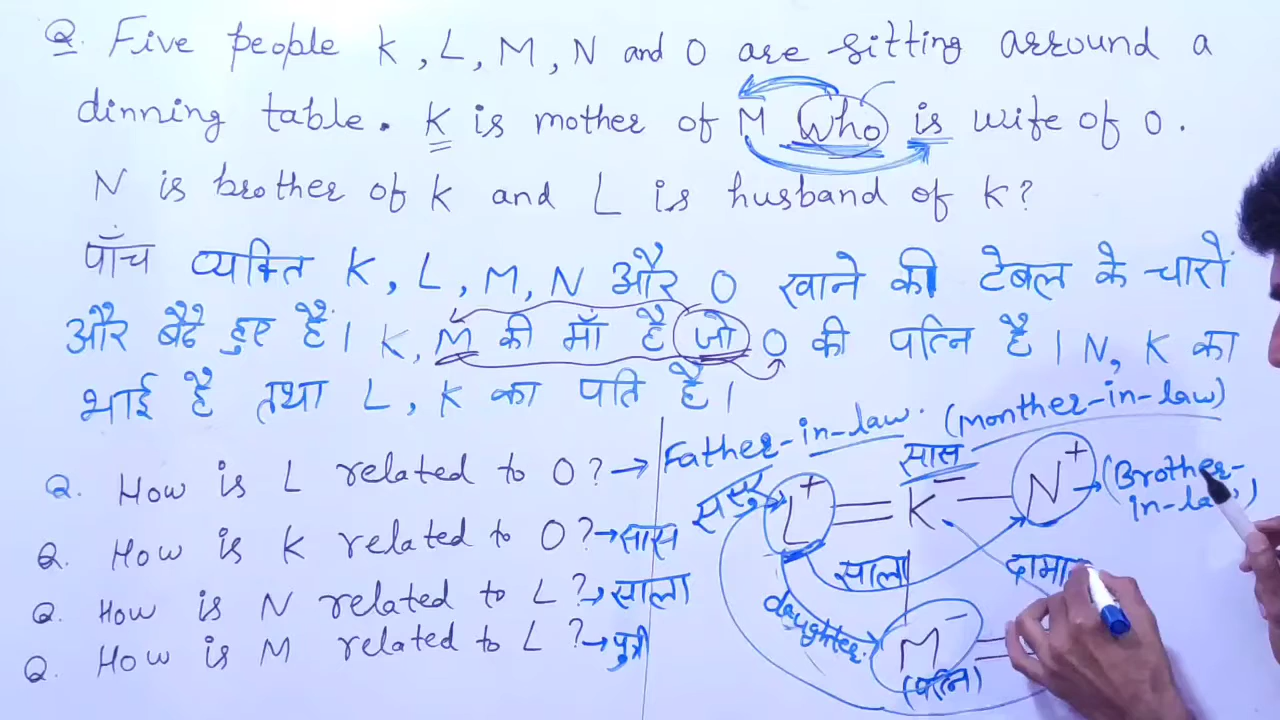 Q. Five people K, L, M, N and O are sitting arround a
dinning table. K is mother of M who is wife of O.
N is brother of K and L is husband of K?
पाँच व्यक्ति K, L, M, N और O खाने की टेबल के चारों
और बैठे हुए हैं। K, M की माँ है जो O की पत्नि है। N, K का
भाई है तथा L, K का पति है।
Q. How is L related to O? → Father-in-law.
Q. How is K related to O? → सास
Q. How is N related to L? → साला
Q. How is M related to L? → पुत्री
(Monther-in-law)
सास
ससुर L+ = K- — N+ → (Brother-
in-law)
साला
दामा
daughter.
M- =
(पत्नि)